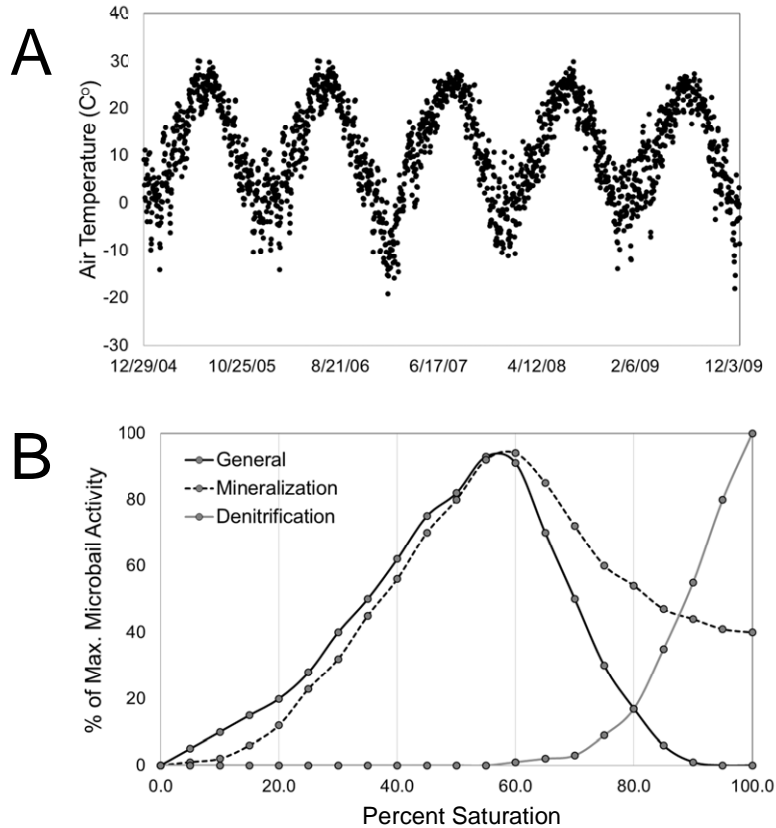 A
Air Temperature (C°)
40
30
20
10
0
-10
-20
-30
12/29/04 10/25/05 8/21/06 6/17/07 4/12/08 2/6/09 12/3/09
B
% of Max. Microbail Activity
100
80
60
40
20
0
General
Mineralization
Denitrification
0.0 20.0 40.0 60.0 80.0 100.0
Percent Saturation